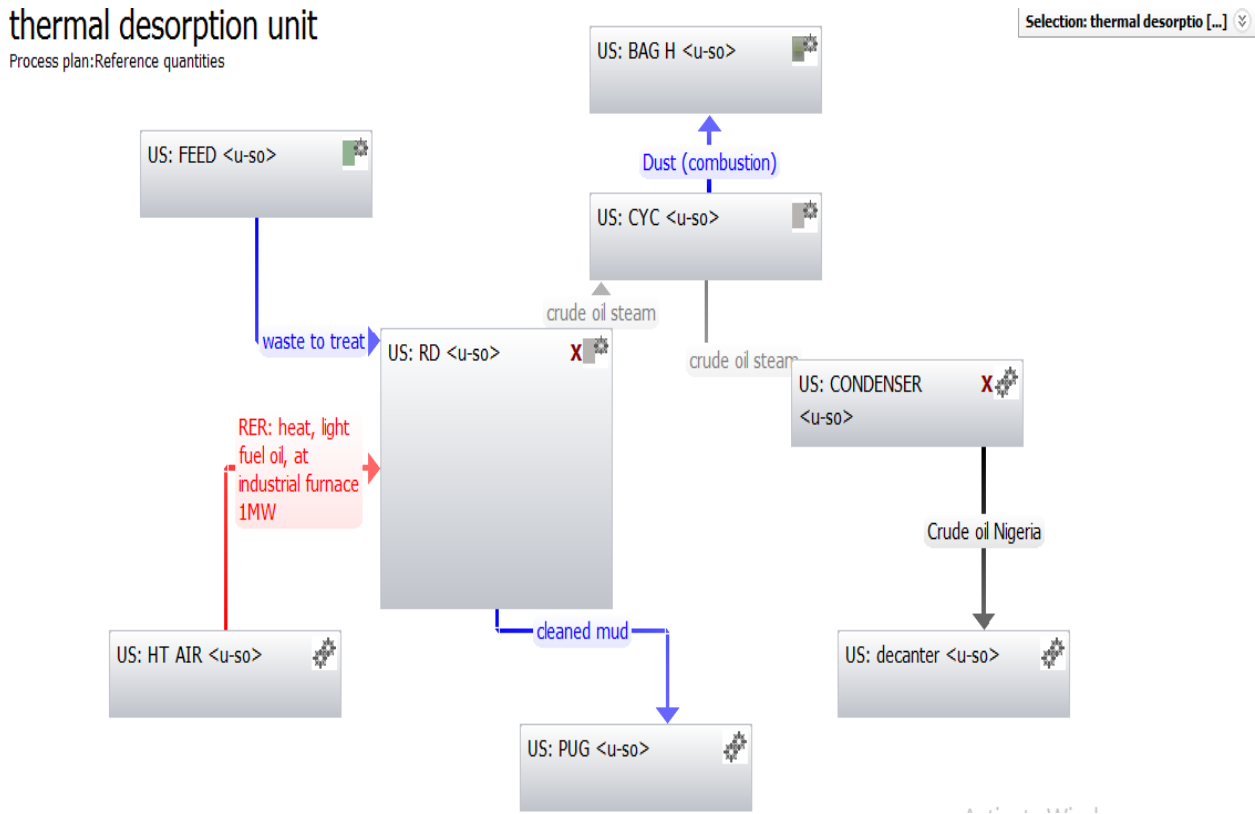 thermal desorption unit
Process plan:Reference quantities
Selection: thermal desorptio [...]
US: BAG H <u-so>
US: FEED <u-so>
Dust (combustion)
US: CYC <u-so>
crude oil steam
waste to treat
US: RD <u-so>
X
crude oil steam
US: CONDENSER
<u-so>
X
RER: heat, light
fuel oil, at
industrial furnace
1MW
Crude oil Nigeria
cleaned mud
US: HT AIR <u-so>
US: decanter <u-so>
US: PUG <u-so>